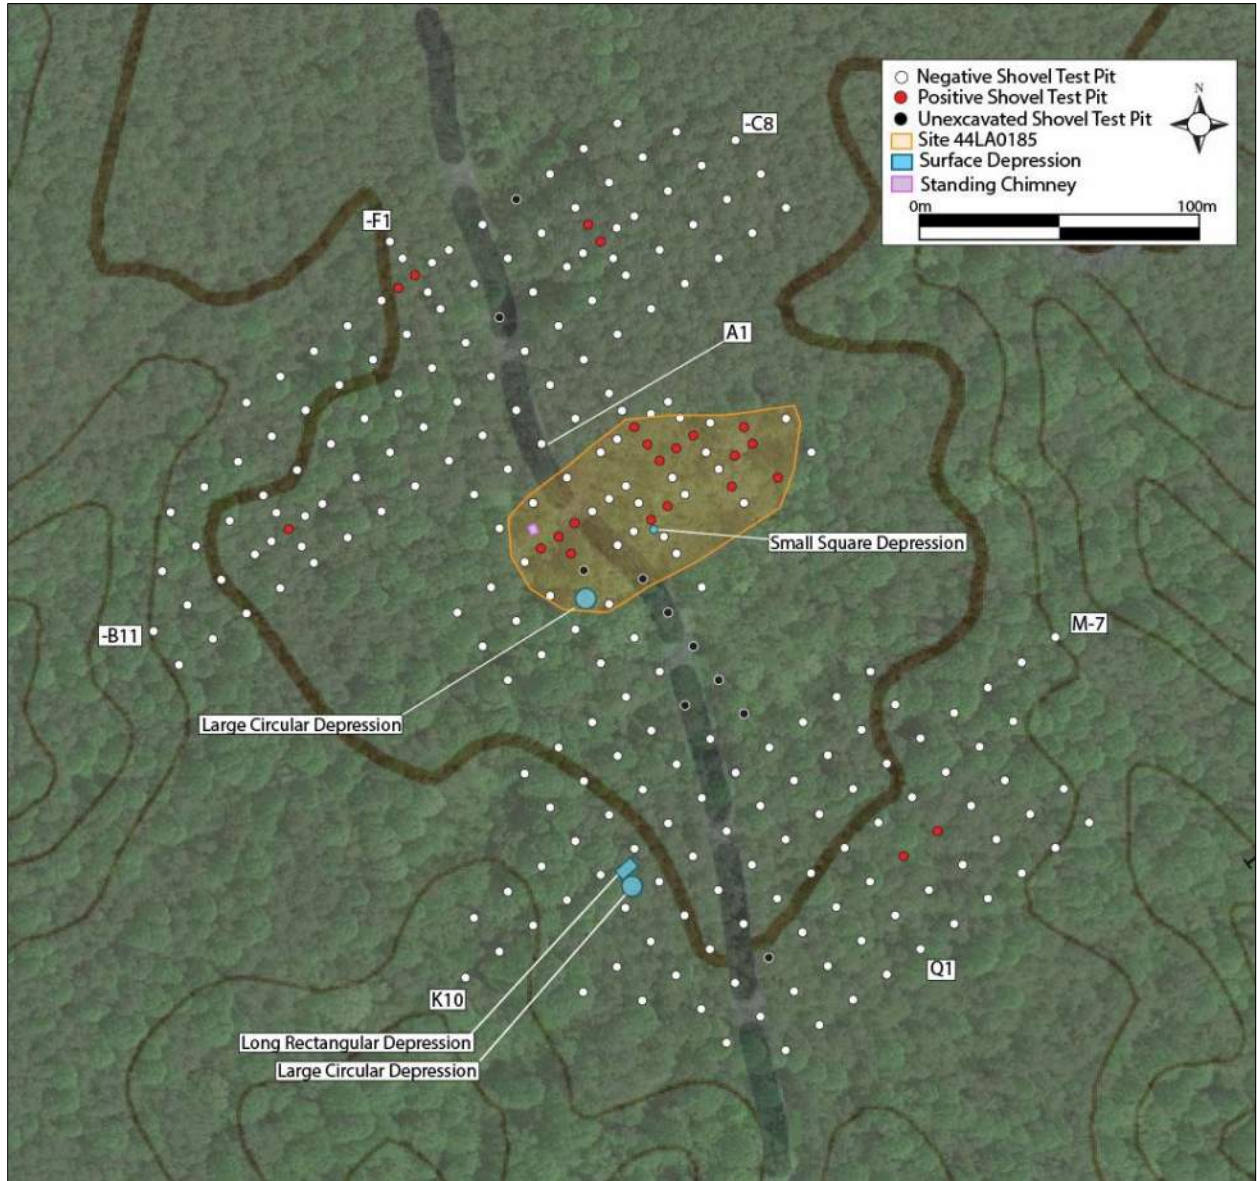 N
Negative Shovel Test Pit
Positive Shovel Test Pit
Unexcavated Shovel Test Pit
Site 44LA0185
Surface Depression
Standing Chimney
0m 100m
-C8
-F1
A1
Small Square Depression
-B11
M-7
Large Circular Depression
Q1
K10
Long Rectangular Depression
Large Circular Depression